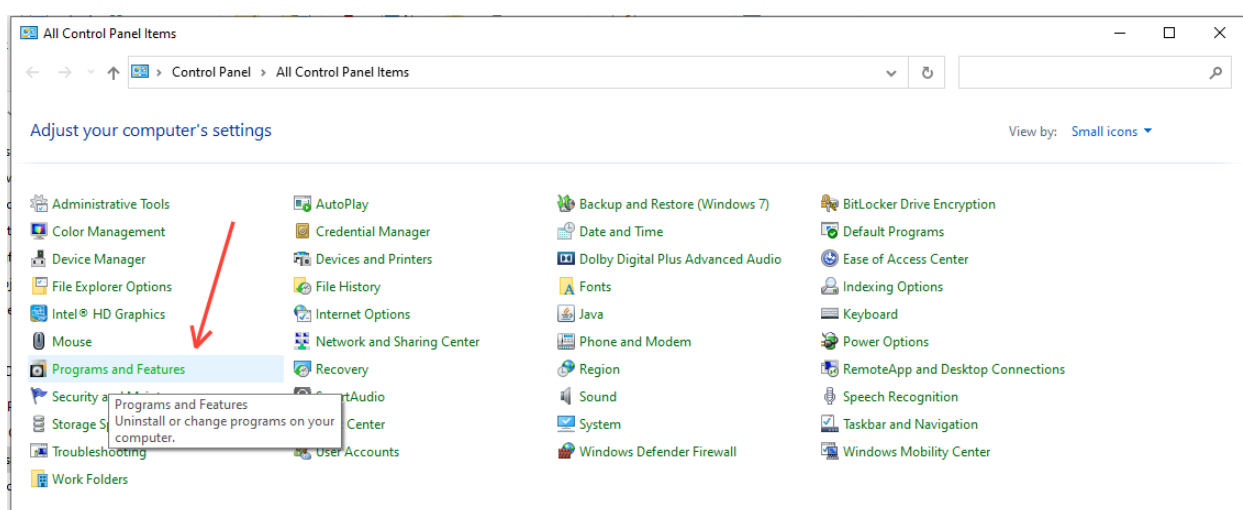 All Control Panel Items
Control Panel > All Control Panel Items
Adjust your computer's settings
View by: Small icons
Administrative Tools AutoPlay Backup and Restore (Windows 7) BitLocker Drive Encryption
Color Management Credential Manager Date and Time Default Programs
Device Manager Devices and Printers Dolby Digital Plus Advanced Audio Ease of Access Center
File Explorer Options File History Fonts Indexing Options
Intel® HD Graphics Internet Options Java Keyboard
Mouse Network and Sharing Center Phone and Modem Power Options
Programs and Features Recovery Region RemoteApp and Desktop Connections
Security Sound Speech Recognition
Programs and Features
Uninstall or change programs on your
computer.
Storage Center System Taskbar and Navigation
Troubleshooting User Accounts Windows Defender Firewall Windows Mobility Center
Work Folders